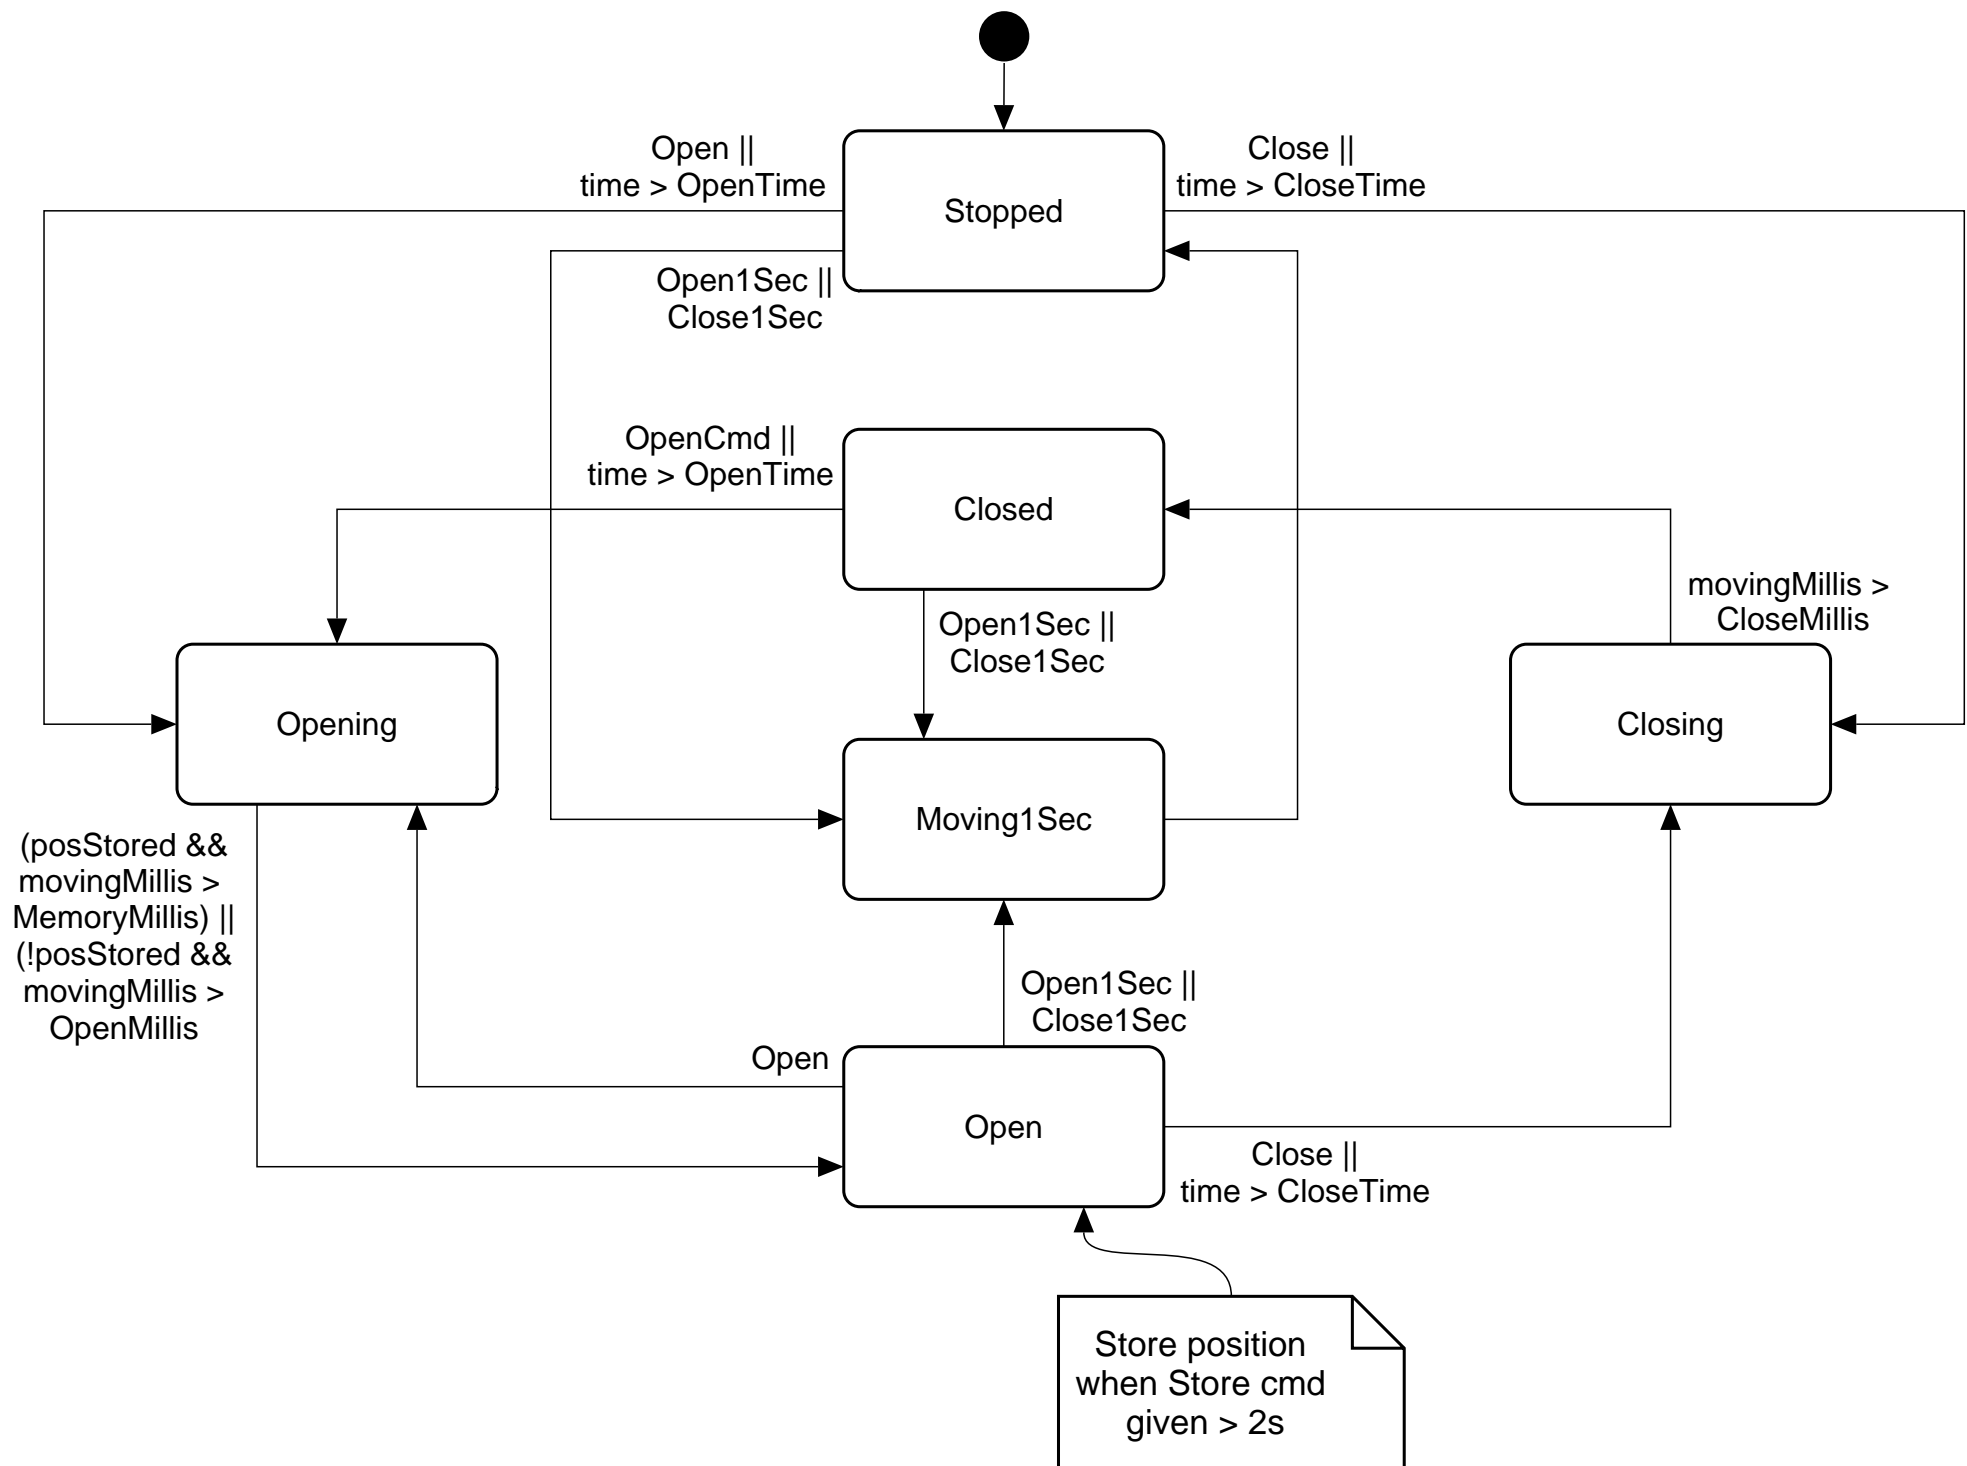 Open ||
time > OpenTime
Close ||
time > CloseTime
Stopped
Open1Sec ||
Close1Sec
OpenCmd ||
time > OpenTime
Closed
movingMillis >
CloseMillis
Open1Sec ||
Close1Sec
Opening
Closing
Moving1Sec
(posStored &&
movingMillis >
MemoryMillis) ||
(!posStored &&
movingMillis >
OpenMillis
Open1Sec ||
Close1Sec
Open
Open
Close ||
time > CloseTime
Store position
when Store cmd
given > 2s